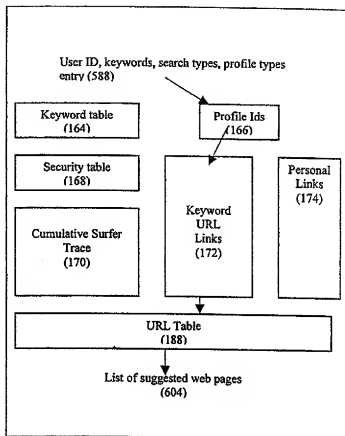 User ID, keywords, search types, profile types
entry (588)
Keyword table
(164)
Profile Ids
(166)
Security table
(168)
Keyword
URL
Links
(172)
Personal
Links
(174)
Cumulative Surfer
Trace
(170)
URL Table
(188)
List of suggested web pages
(604)